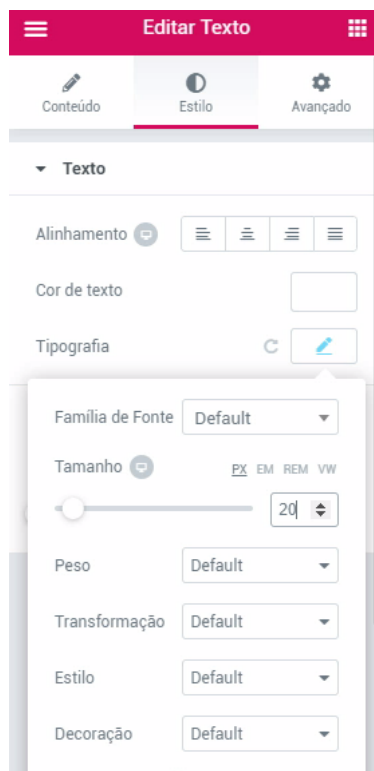 Editar Texto
Conteúdo Estilo Avançado
Texto
Alinhamento
Cor de texto
Tipografia
Família de Fonte Default
Tamanho PX EM REM VW
20
Peso Default
Transformação Default
Estilo Default
Decoração Default